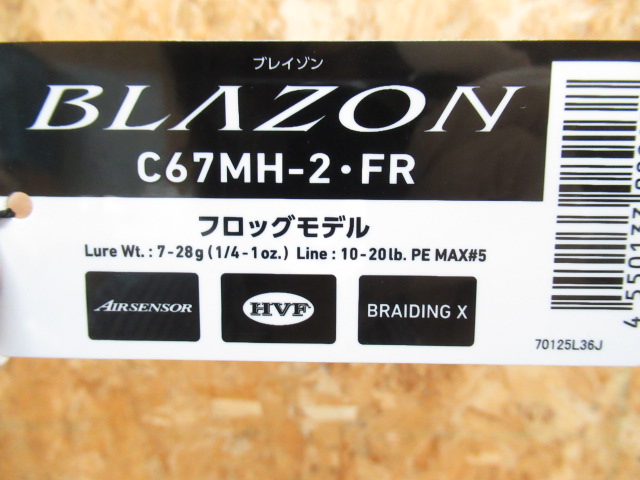 ブレイゾン
BLAZON
C67MH-2・FR
フロッグモデル
Lure Wt. : 7-28g (1/4-1oz.) Line : 10-20lb. PE MAX#5
AIRSENSOR
HVF
BRAIDING X
70125L36J